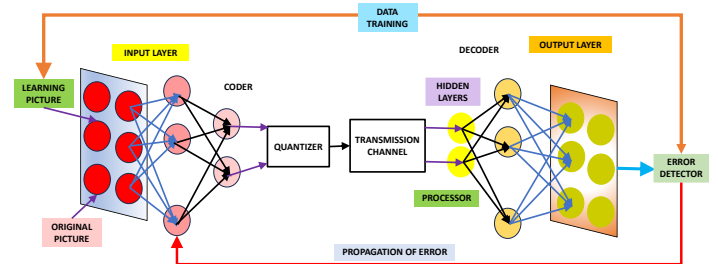 DATA
TRAINING
INPUT LAYER
DECODER
OUTPUT LAYER
LEARNING
PICTURE
CODER
HIDDEN
LAYERS
QUANTIZER
TRANSMISSION
CHANNEL
ERROR
DETECTOR
PROCESSOR
ORIGINAL
PICTURE
PROPAGATION OF ERROR